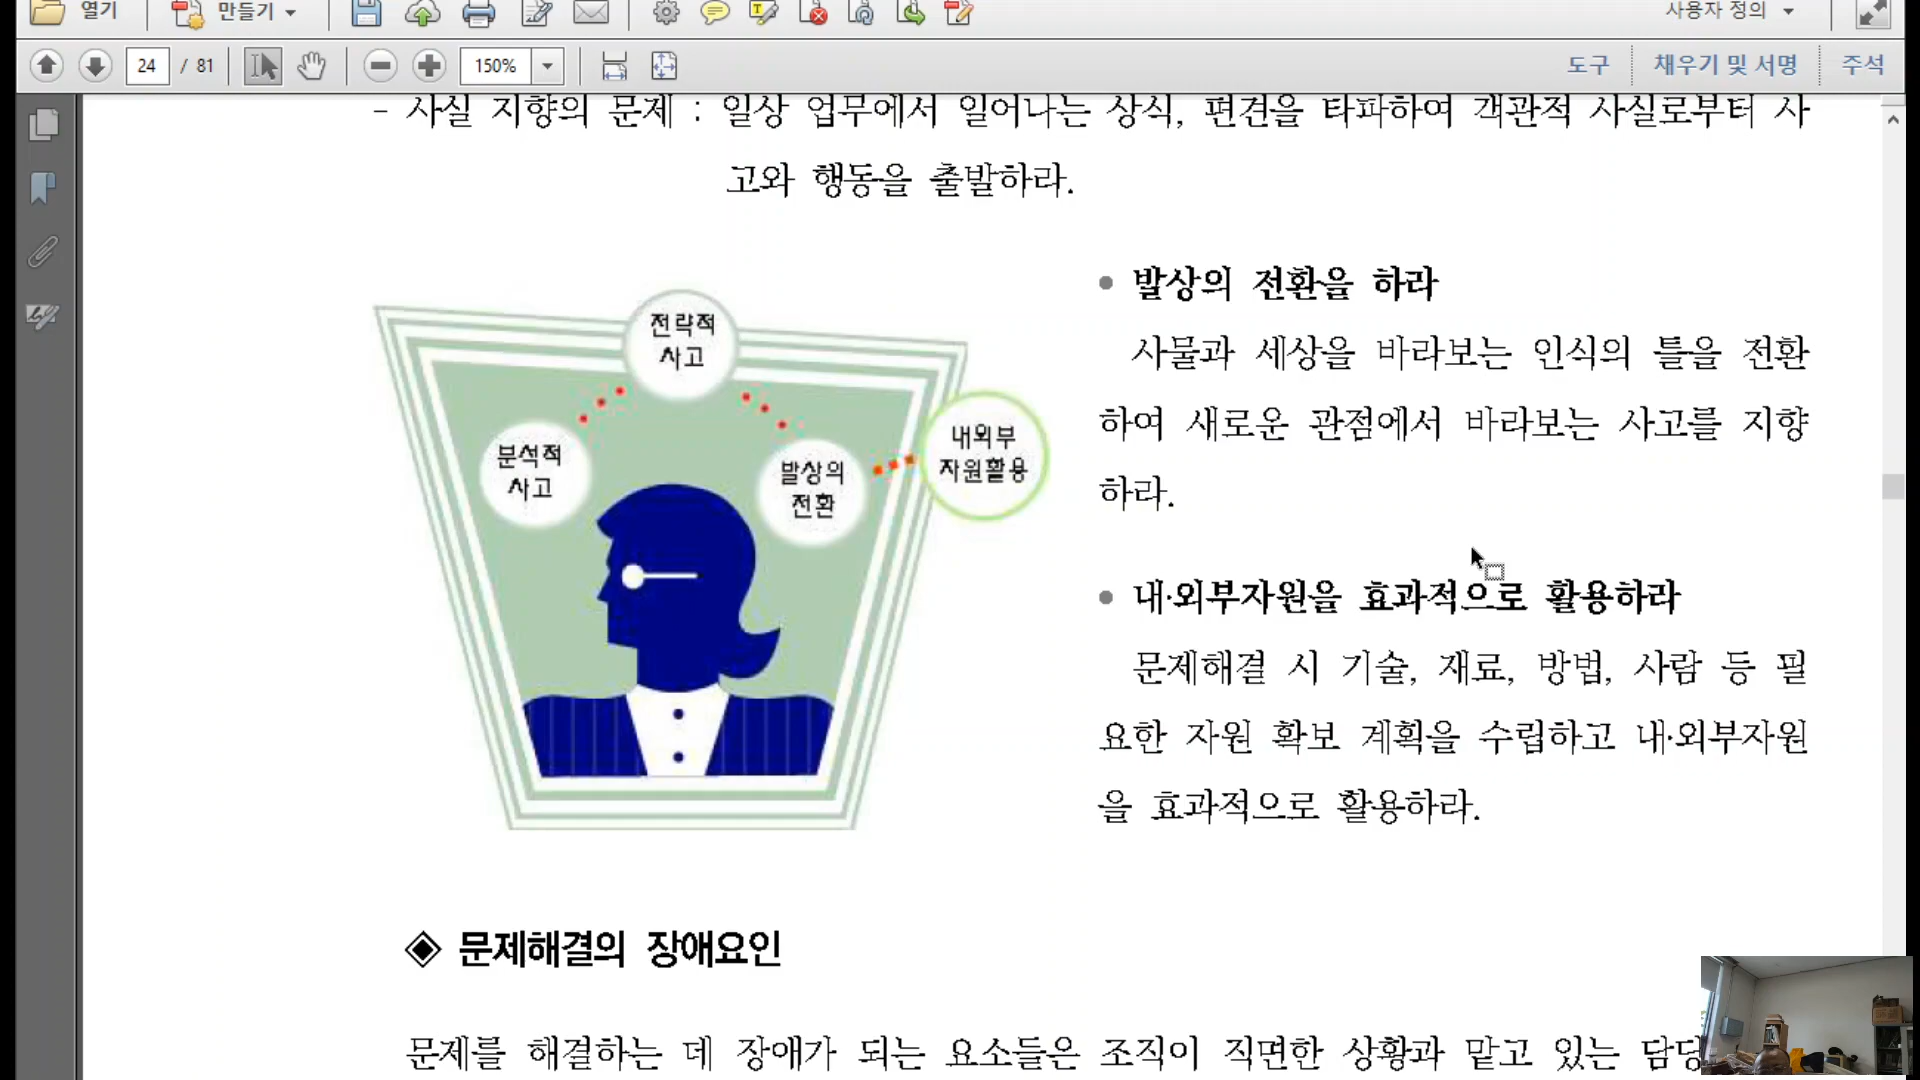 열기
만들기
사용자 정의
24 / 81
150%
도구
채우기 및 서명
주석
- 사실 지향의 문제 : 일상 업무에서 일어나는 상식, 편견을 타파하여 객관적 사실로부터 사
고와 행동을 출발하라.
전략적
사고
분석적
사고
발상의
전환
내외부
자원활용
• 발상의 전환을 하라
사물과 세상을 바라보는 인식의 틀을 전환
하여 새로운 관점에서 바라보는 사고를 지향
하라.
• 내·외부자원을 효과적으로 활용하라
문제해결 시 기술, 재료, 방법, 사람 등 필
요한 자원 확보 계획을 수립하고 내·외부자원
을 효과적으로 활용하라.
◈ 문제해결의 장애요인
문제를 해결하는 데 장애가 되는 요소들은 조직이 직면한 상황과 맡고 있는 담당